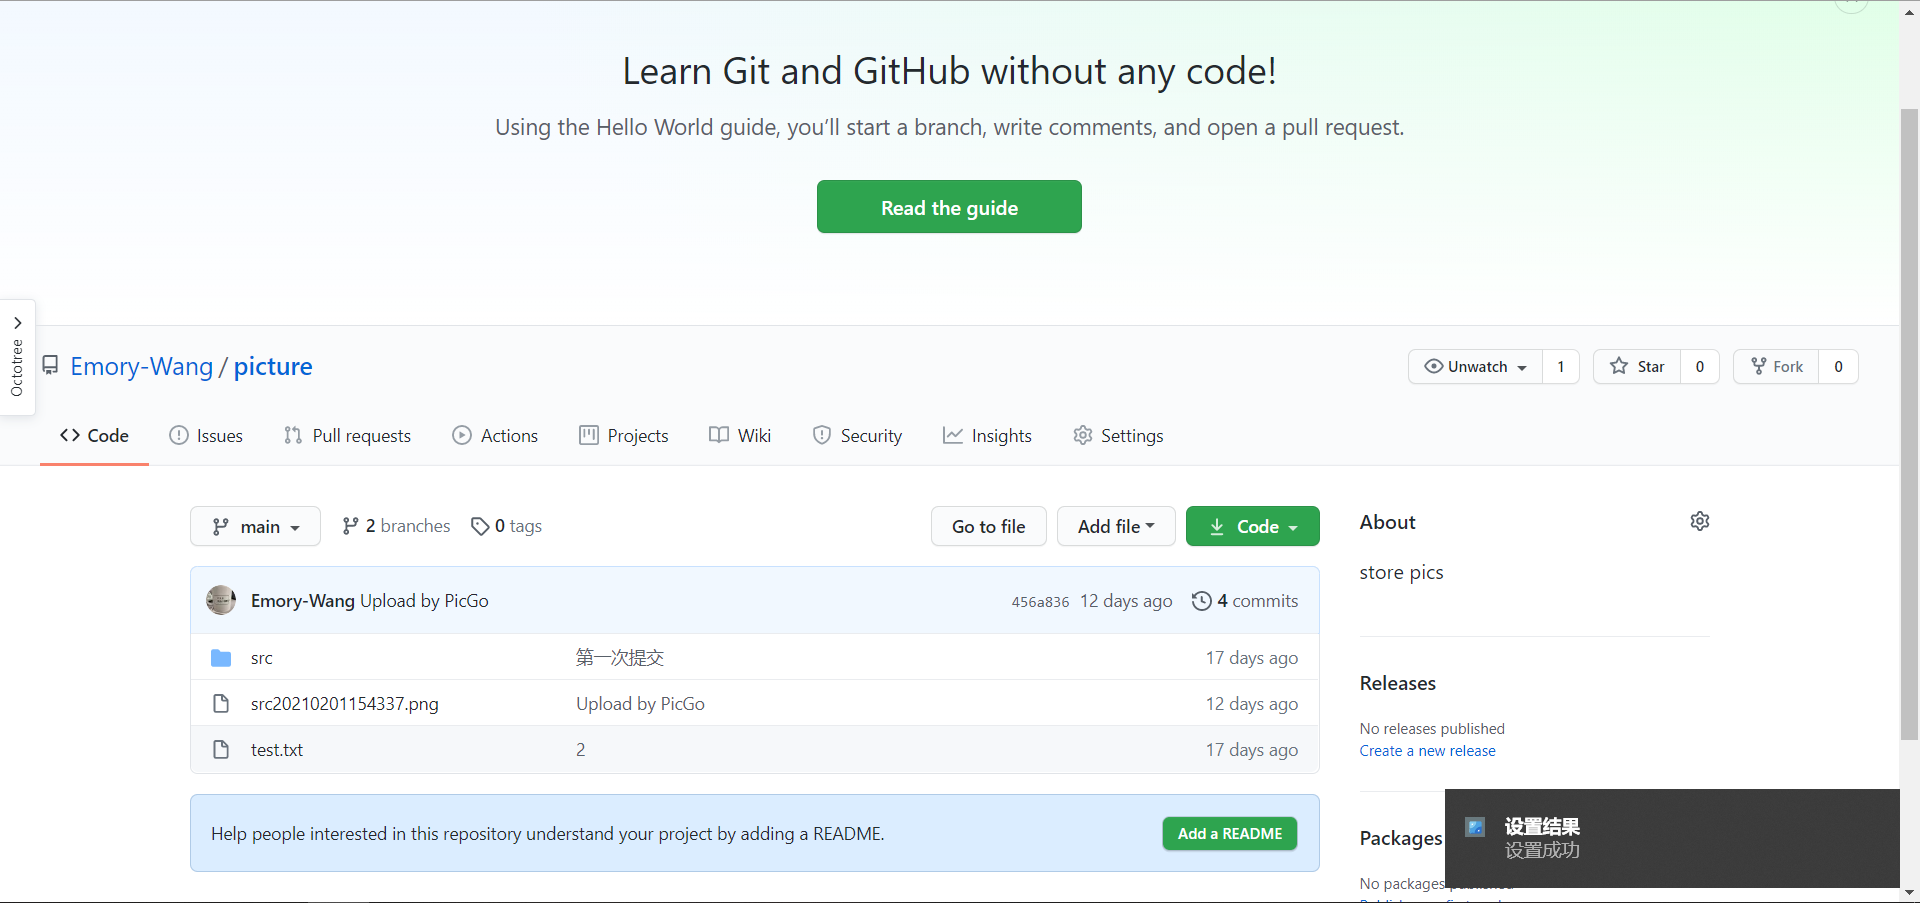 Learn Git and GitHub without any code!
Using the Hello World guide, you’ll start a branch, write comments, and open a pull request.
Read the guide
Octotree
Emory-Wang / picture
Unwatch 1 Star 0 Fork 0
Code Issues Pull requests Actions Projects Wiki Security Insights Settings
main 2 branches 0 tags Go to file Add file Code
Emory-Wang Upload by PicGo 456a836 12 days ago 4 commits
src 第一次提交 17 days ago
src20210201154337.png Upload by PicGo 12 days ago
test.txt 2 17 days ago
Help people interested in this repository understand your project by adding a README. Add a README
About
store pics
Releases
No releases published
Create a new release
Packages
No packages published
设置结果
设置成功